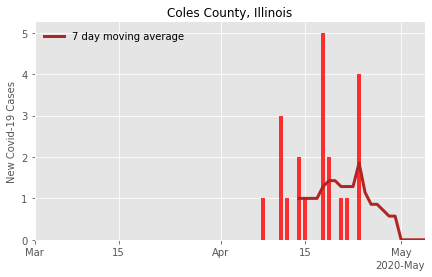 Coles County, Illinois
7 day moving average
New Covid-19 Cases
5
4
3
2
1
0
Mar
15
Apr
15
May
2020-May